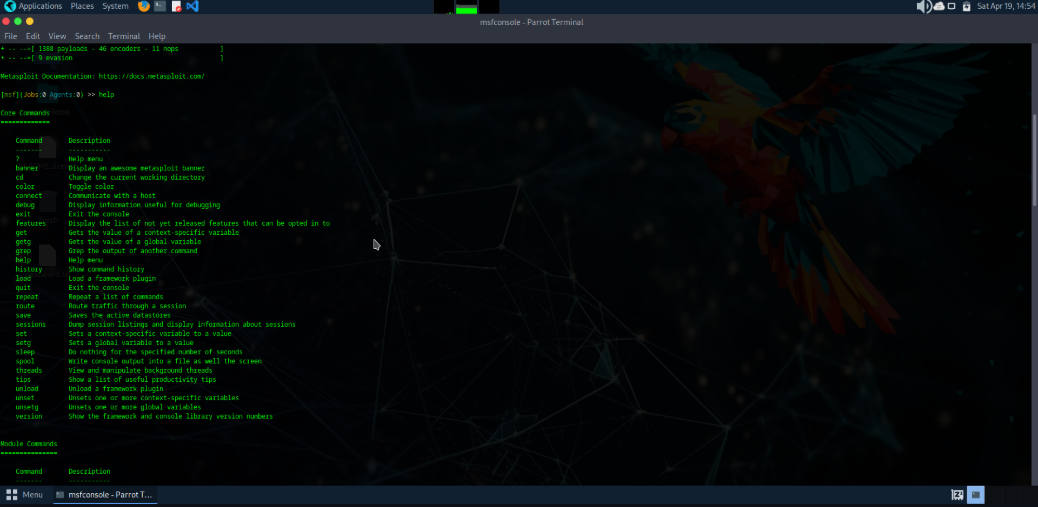 Applications Places System Sat Apr 19, 14:54
msfconsole - Parrot Terminal
File Edit View Search Terminal Help
+ -- --=[ 1388 payloads - 46 encoders - 11 nops ]
+ -- --=[ 9 evasion ]
Metasploit Documentation: https://docs.metasploit.com/
[msf](Jobs:0 Agents:0) >> help
Core Commands
=============
Command Description
------- -----------
? Help menu
banner Display an awesome metasploit banner
cd Change the current working directory
color Toggle color
connect Communicate with a host
debug Display information useful for debugging
exit Exit the console
features Display the list of not yet released features that can be opted in to
get Gets the value of a context-specific variable
getg Gets the value of a global variable
grep Grep the output of another command
help Help menu
history Show command history
load Load a framework plugin
quit Exit the console
repeat Repeat a list of commands
route Route traffic through a session
save Saves the active datastores
sessions Dump session listings and display information about sessions
set Sets a context-specific variable to a value
setg Sets a global variable to a value
sleep Do nothing for the specified number of seconds
spool Write console output into a file as well the screen
threads View and manipulate background threads
tips Show a list of useful productivity tips
unload Unload a framework plugin
unset Unsets one or more context-specific variables
unsetg Unsets one or more global variables
version Show the framework and console library version numbers
Module Commands
===============
Command Description
------- -----------
Menu msfconsole - Parrot T...